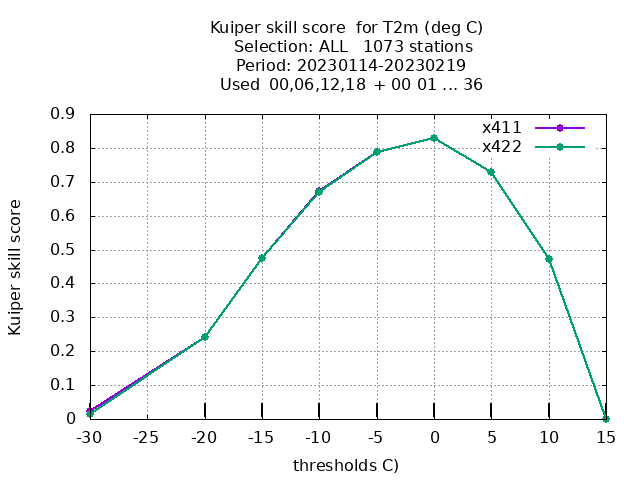 Kuiper skill score  for T2m (deg C)
Selection: ALL   1073 stations
Period: 20230114-20230219
Used  00,06,12,18  + 00 01 ... 36
x411
x422
Kuiper skill score
0.9
0.8
0.7
0.6
0.5
0.4
0.3
0.2
0.1
0
-30 -25 -20 -15 -10 -5 0 5 10 15
thresholds C)